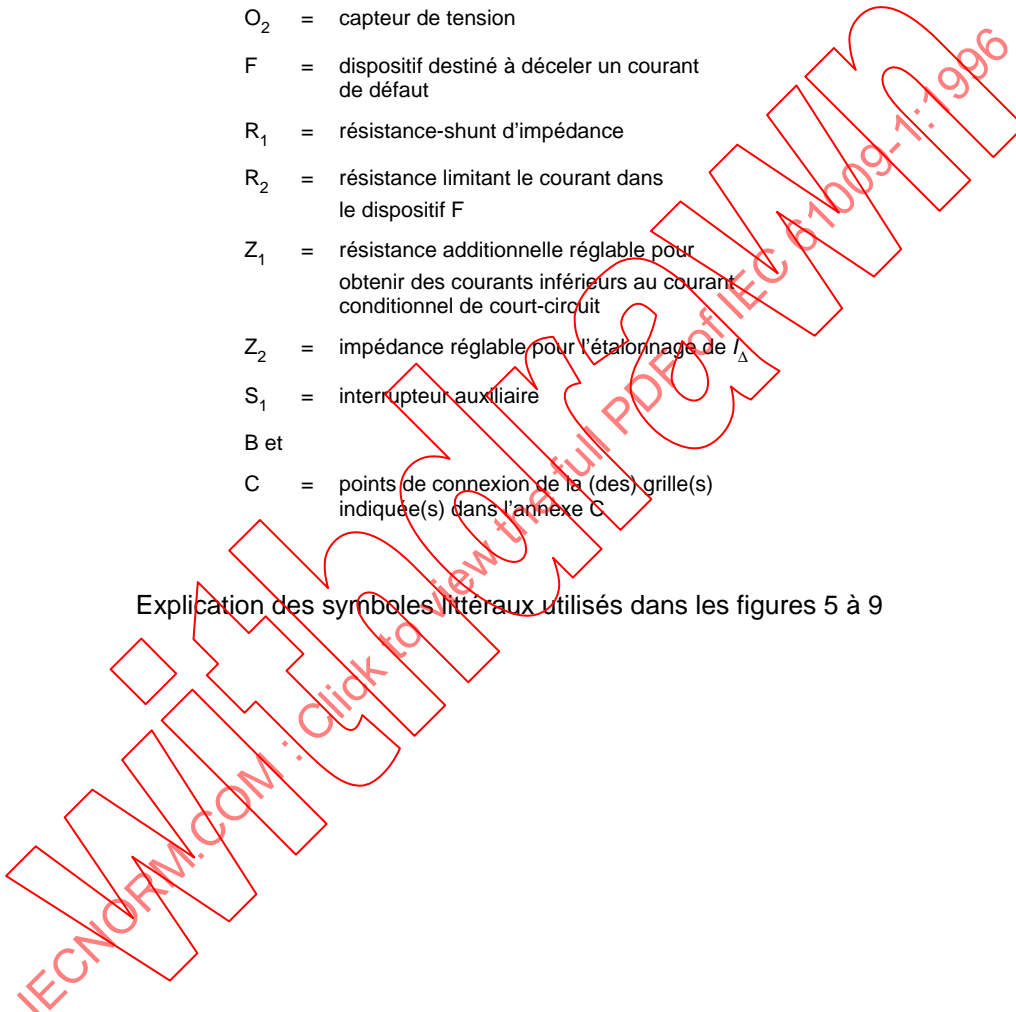 O₂ = capteur de tension
F = dispositif destiné à déceler un courant
de défaut
R₁ = résistance-shunt d'impédance
R₂ = résistance limitant le courant dans
le dispositif F
Z₁ = résistance additionnelle réglable pour
obtenir des courants inférieurs au courant
conditionnel de court-circuit
Z₂ = impédance réglable pour l'étalonnage de I_Δ
S₁ = interrupteur auxiliaire
B et
C = points de connexion de la (des) grille(s)
indiquée(s) dans l'annexe C
Explication des symboles littéraux utilisés dans les figures 5 à 9
IECNORM.COM : Click to view the full PDF of IEC 61009-1:1996
Withdrawn